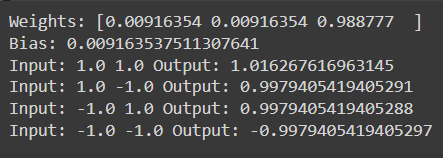 Weights: [0.00916354 0.00916354 0.988777  ]
Bias: 0.009163537511307641
Input: 1.0 1.0 Output: 1.016267616963145
Input: 1.0 -1.0 Output: 0.9979405419405291
Input: -1.0 1.0 Output: 0.9979405419405288
Input: -1.0 -1.0 Output: -0.9979405419405297